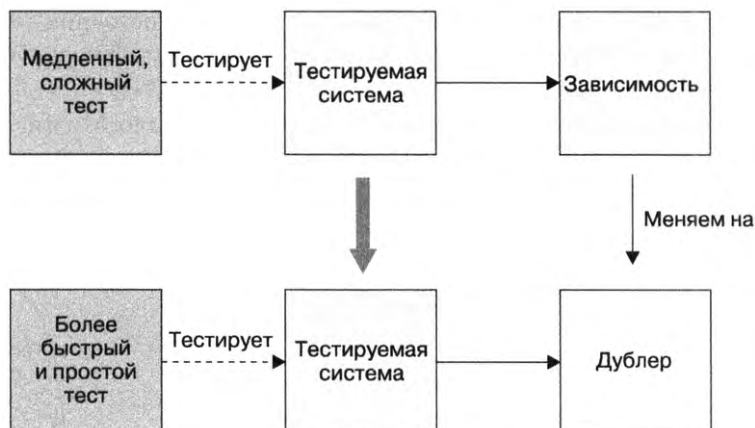 Медленный,
сложный
тест
Тестирует
Тестируемая
система
Зависимость
Меняем на
Более
быстрый
и простой
тест
Тестирует
Тестируемая
система
Дублер